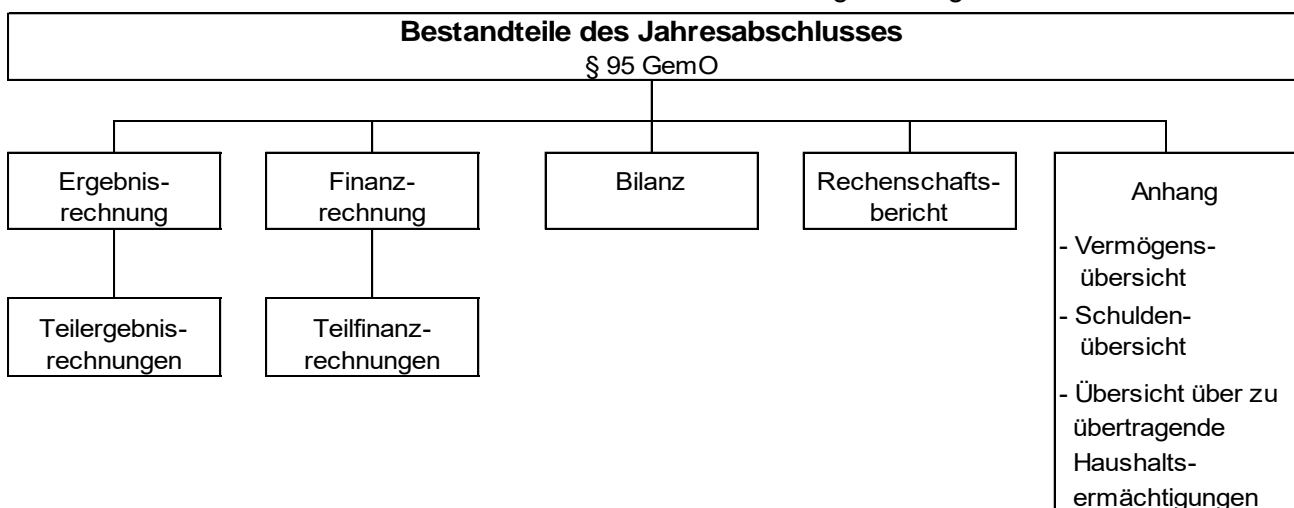 Bestandteile des Jahresabschlusses
§ 95 GemO
Ergebnis-
rechnung
Finanz-
rechnung
Bilanz
Rechenschafts-
bericht
Anhang
- Vermögens-
übersicht
- Schulden-
übersicht
- Übersicht über zu
übertragende
Haushalts-
ermächtigungen
Teilergebnis-
rechnungen
Teilfinanz-
rechnungen